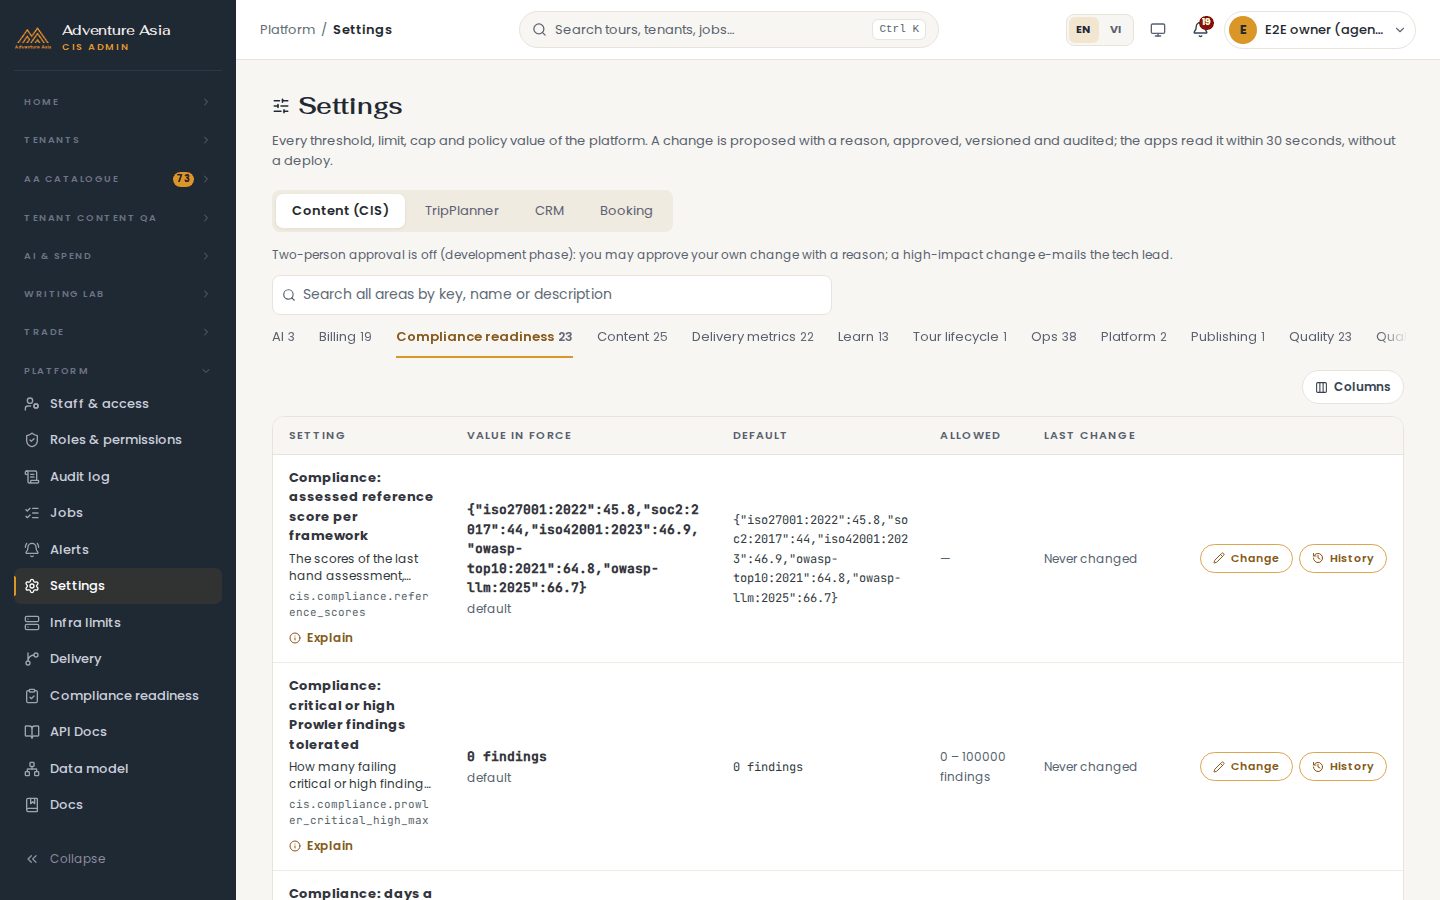 Adventure Asia
CIS ADMIN
Adventure Asia
HOME
TENANTS
AA CATALOGUE 73
TENANT CONTENT QA
AI & SPEND
WRITING LAB
TRADE
PLATFORM
Staff & access
Roles & permissions
Audit log
Jobs
Alerts
Settings
Infra limits
Delivery
Compliance readiness
API Docs
Data model
Docs
Collapse
Platform / Settings
Search tours, tenants, jobs...
Ctrl K
EN VI
19
E E2E owner (agen...
Settings
Every threshold, limit, cap and policy value of the platform. A change is proposed with a reason, approved, versioned and audited; the apps read it within 30 seconds, without
a deploy.
Content (CIS) TripPlanner CRM Booking
Two-person approval is off (development phase): you may approve your own change with a reason; a high-impact change e-mails the tech lead.
Search all areas by key, name or description
AI 3 Billing 19 Compliance readiness 23 Content 25 Delivery metrics 22 Learn 13 Tour lifecycle 1 Ops 38 Platform 2 Publishing 1 Quality 23
Columns
SETTING VALUE IN FORCE DEFAULT ALLOWED LAST CHANGE
Compliance:
assessed reference
score per
framework
The scores of the last
hand assessment,...
cis.compliance.refer
ence_scores
Explain
{"iso27001:2022":45.8,"soc2:2
017":44,"iso42001:2023":46.9,
"owasp-
top10:2021":64.8,"owasp-
llm:2025":66.7}
default
{"iso27001:2022":45.8,"so
c2:2017":44,"iso42001:202
3":46.9,"owasp-
top10:2021":64.8,"owasp-
llm:2025":66.7}
—
Never changed
Change History
Compliance:
critical or high
Prowler findings
tolerated
How many failing
critical or high finding...
cis.compliance.prowl
er_critical_high_max
Explain
0 findings
default
0 findings
0 – 100000
findings
Never changed
Change History
Compliance: days a